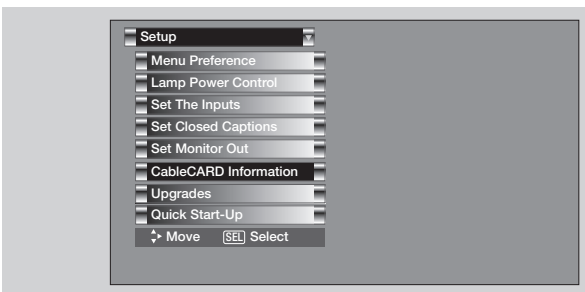 Setup
Menu Preference
Lamp Power Control
Set The Inputs
Set Closed Captions
Set Monitor Out
CableCARD Information
Upgrades
Quick Start-Up
Move SEL Select